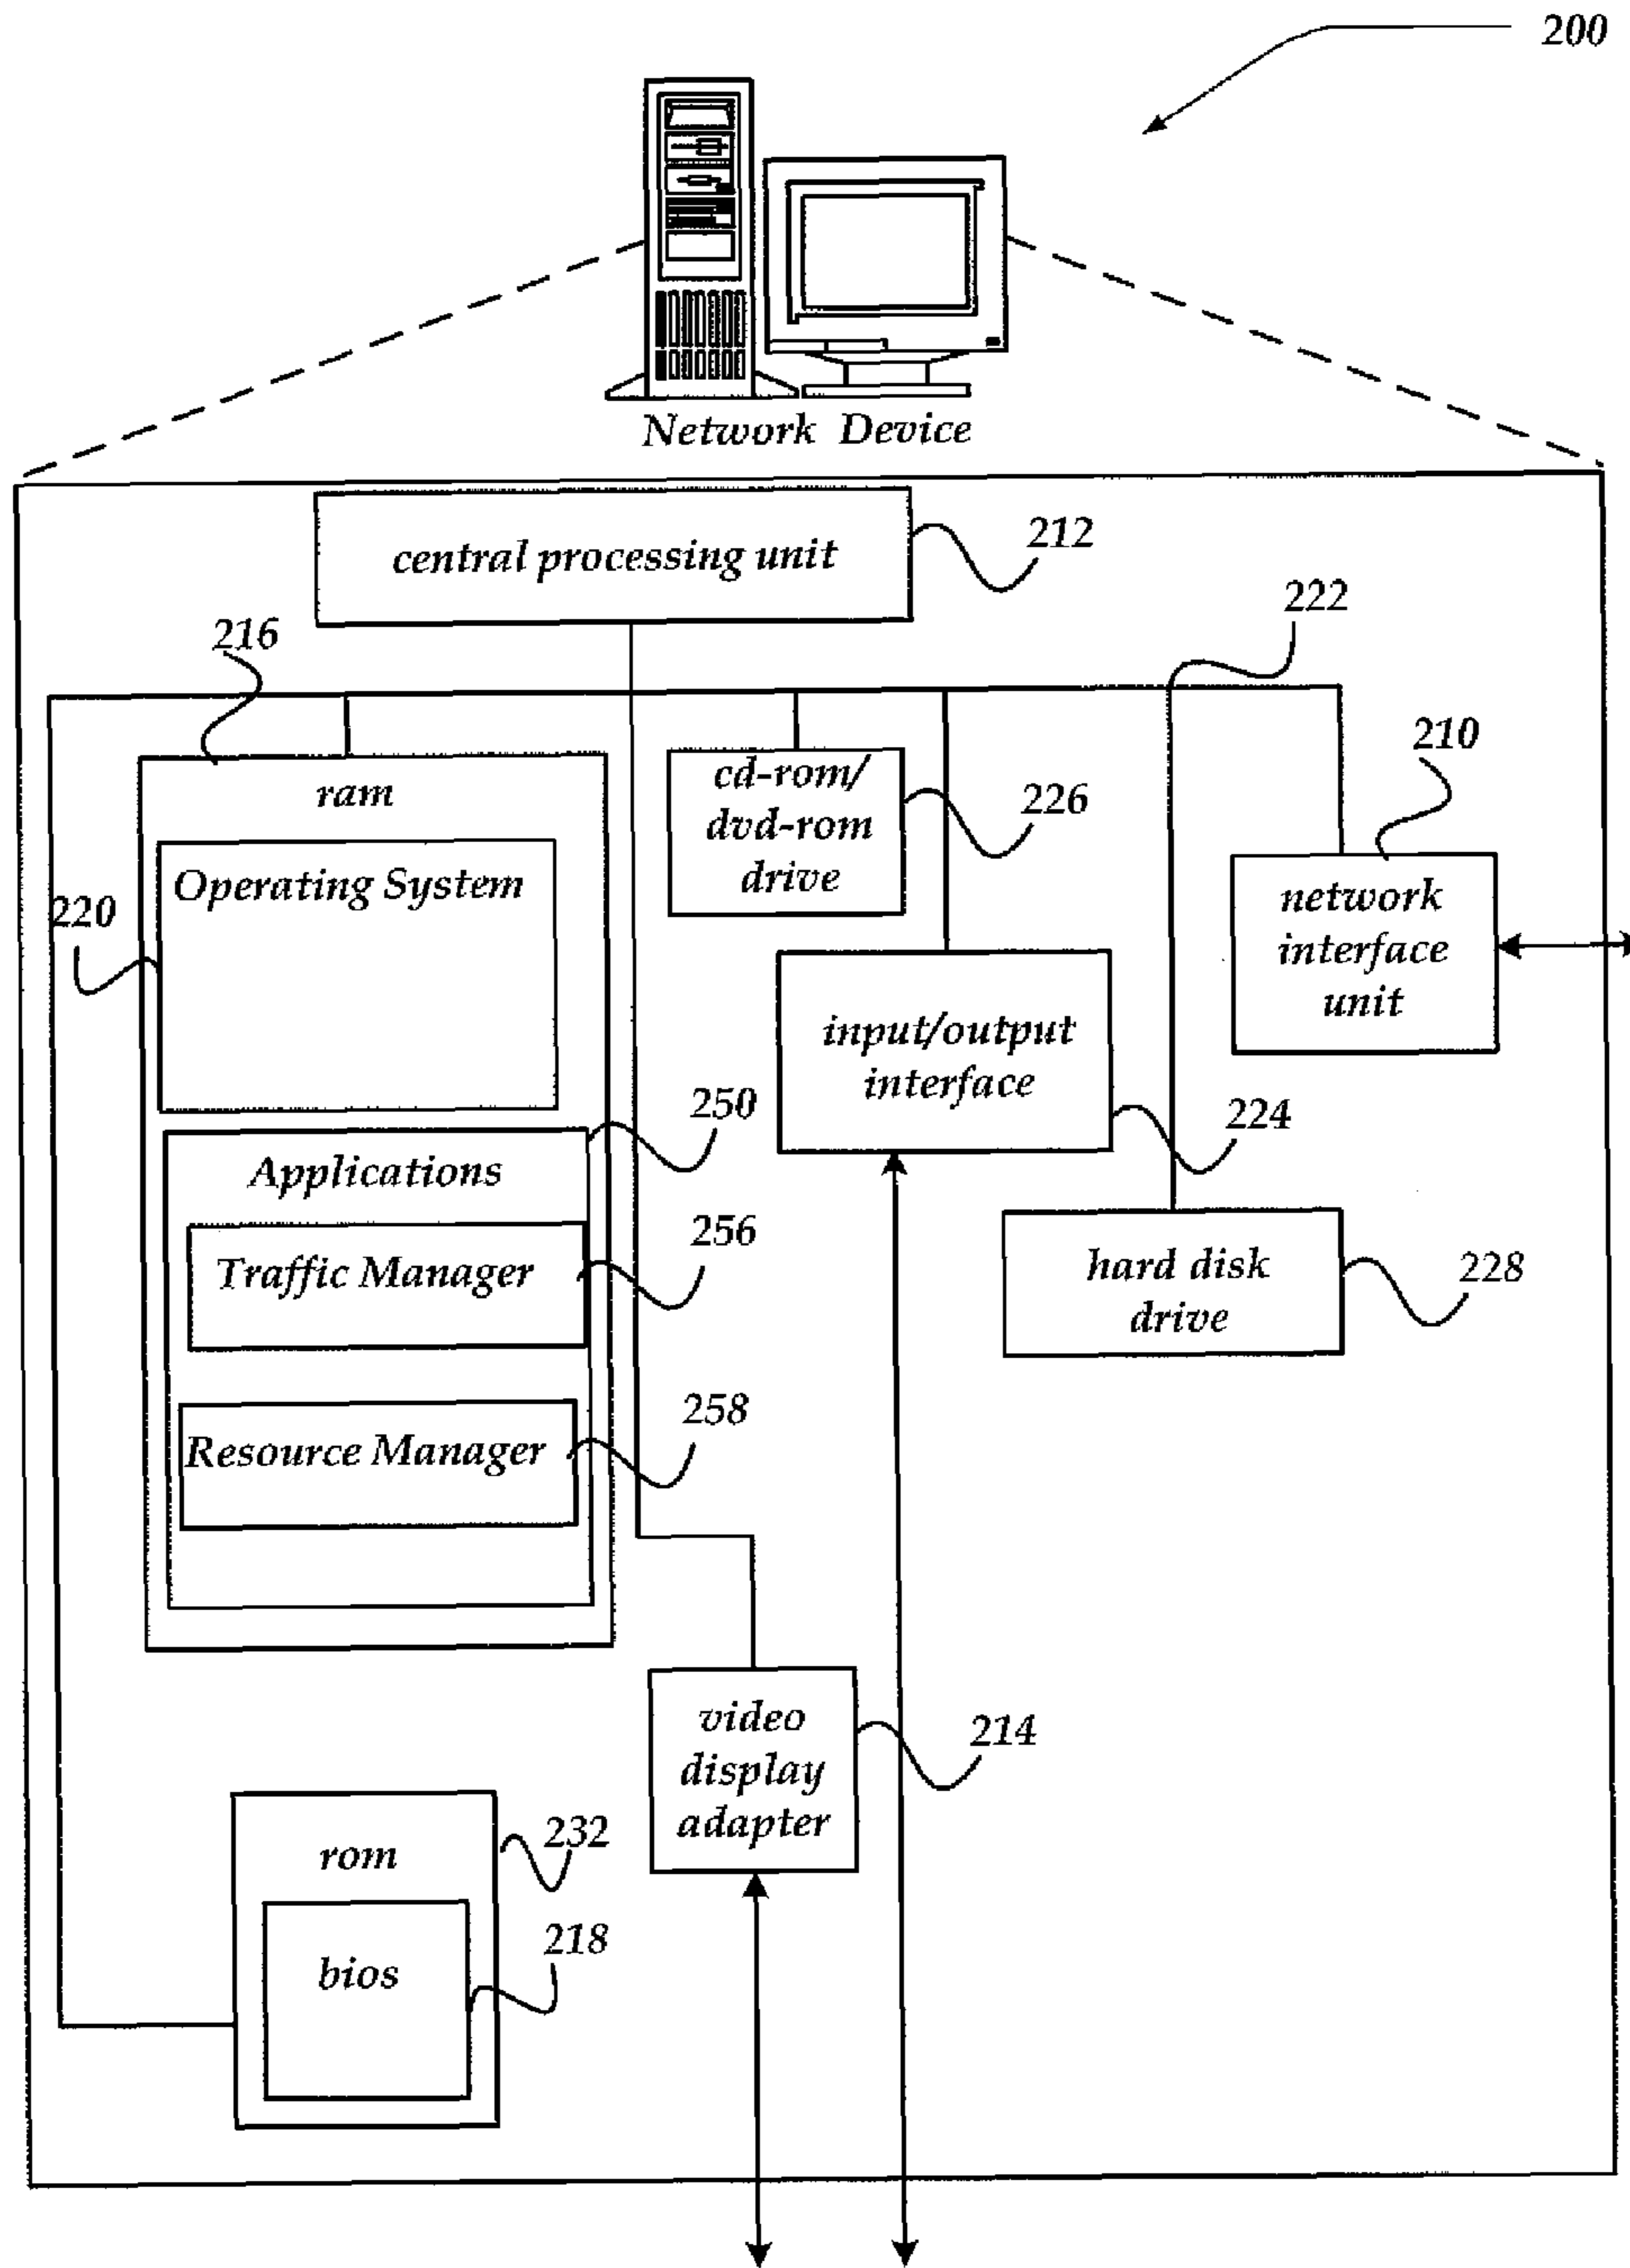 200
Network Device
central processing unit
212
222
216
210
ram
cd-rom/
dvd-rom
drive
226
Operating System
220
network
interface
unit
input/output
interface
250
224
Applications
256
Traffic Manager
hard disk
drive
228
258
Resource Manager
video
display
adapter
214
rom
232
bios
218